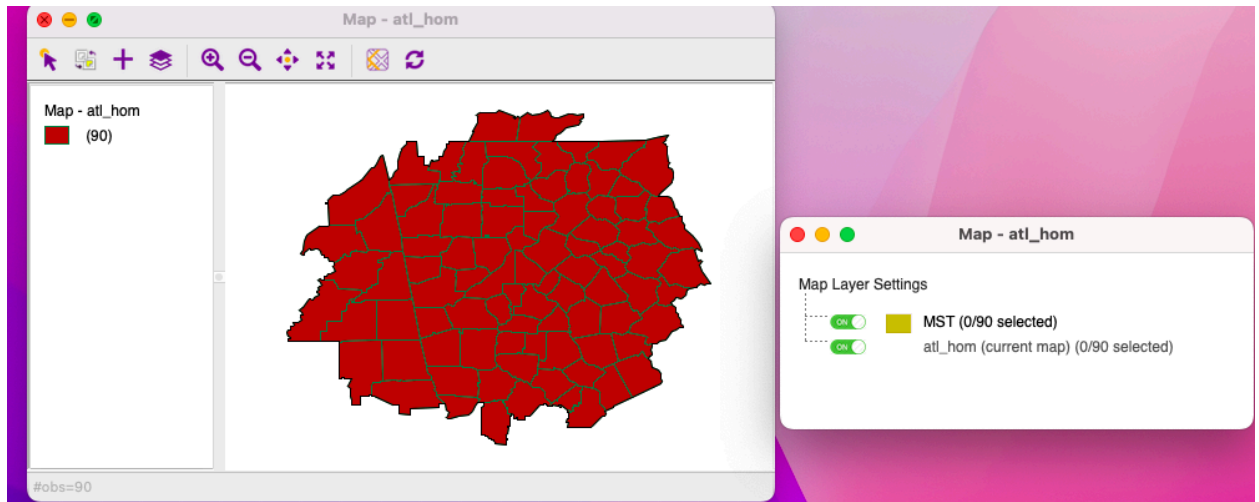 Map - atl_hom
Map - atl_hom
(90)
#obs=90
Map - atl_hom
Map Layer Settings
ON MST (0/90 selected)
ON atl_hom (current map) (0/90 selected)